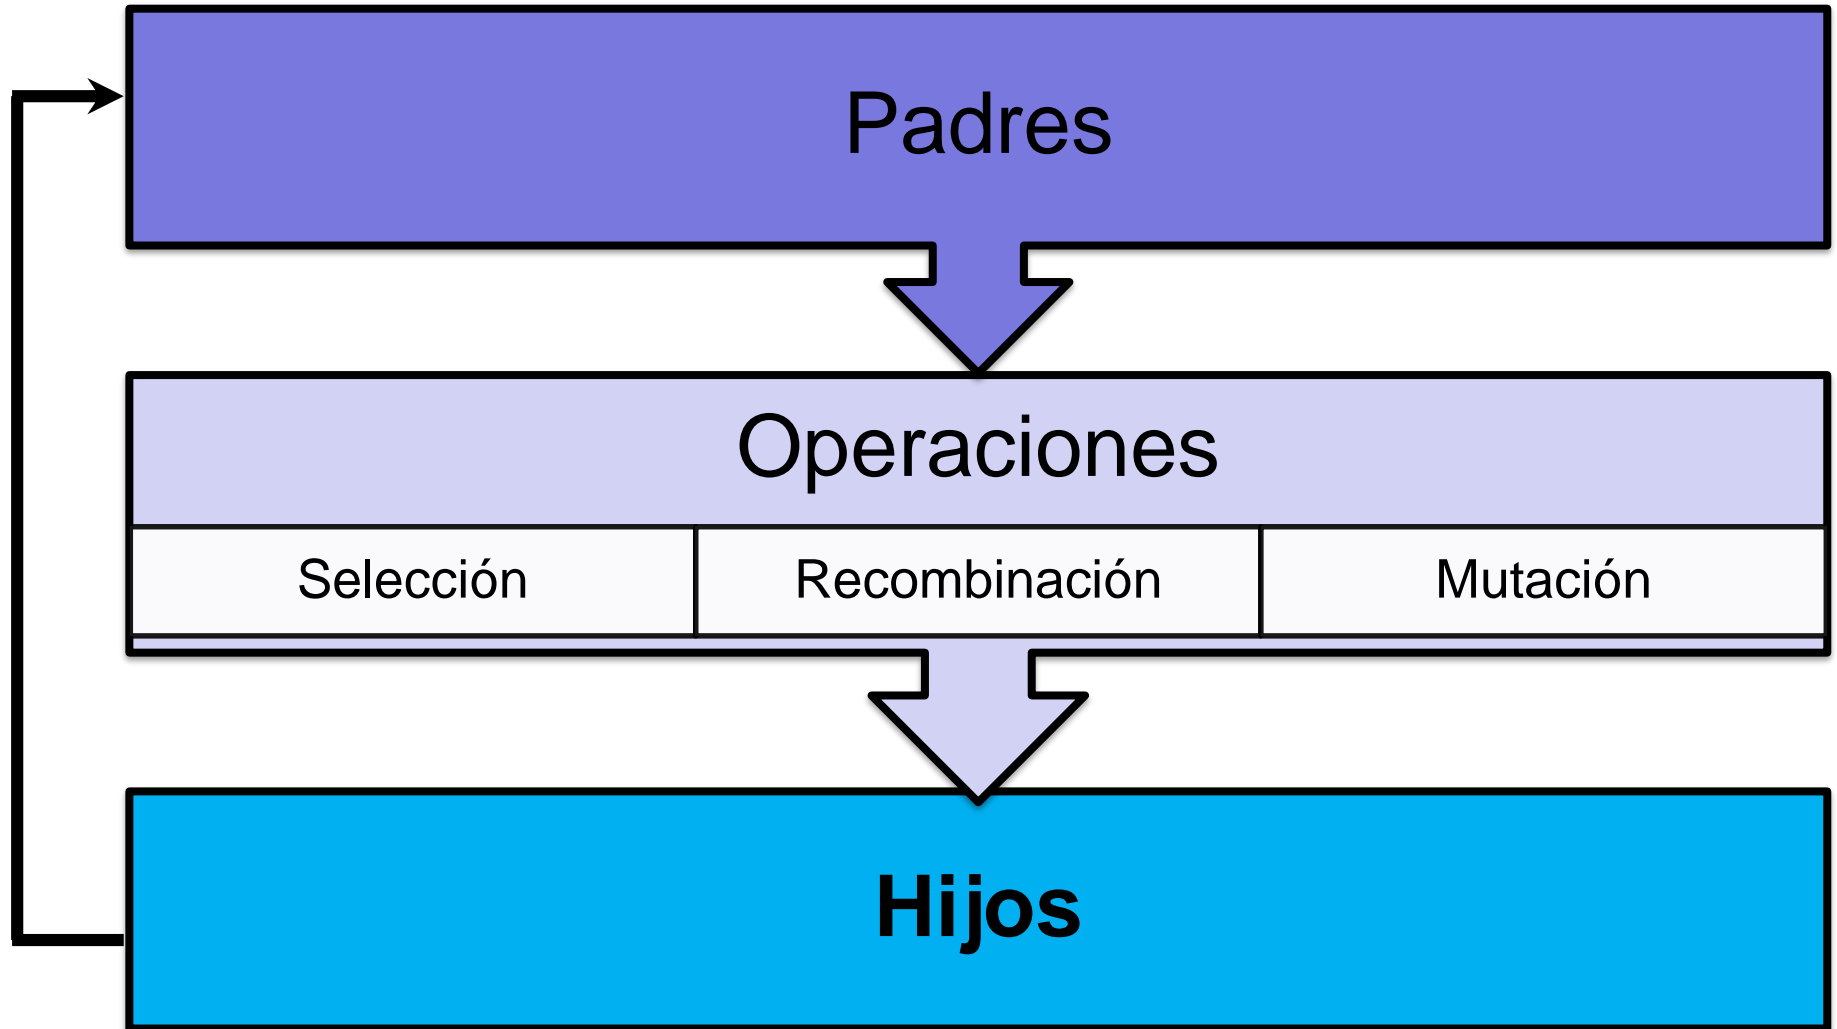 Padres
Operaciones
Selección
Recombinación
Mutación
Hijos